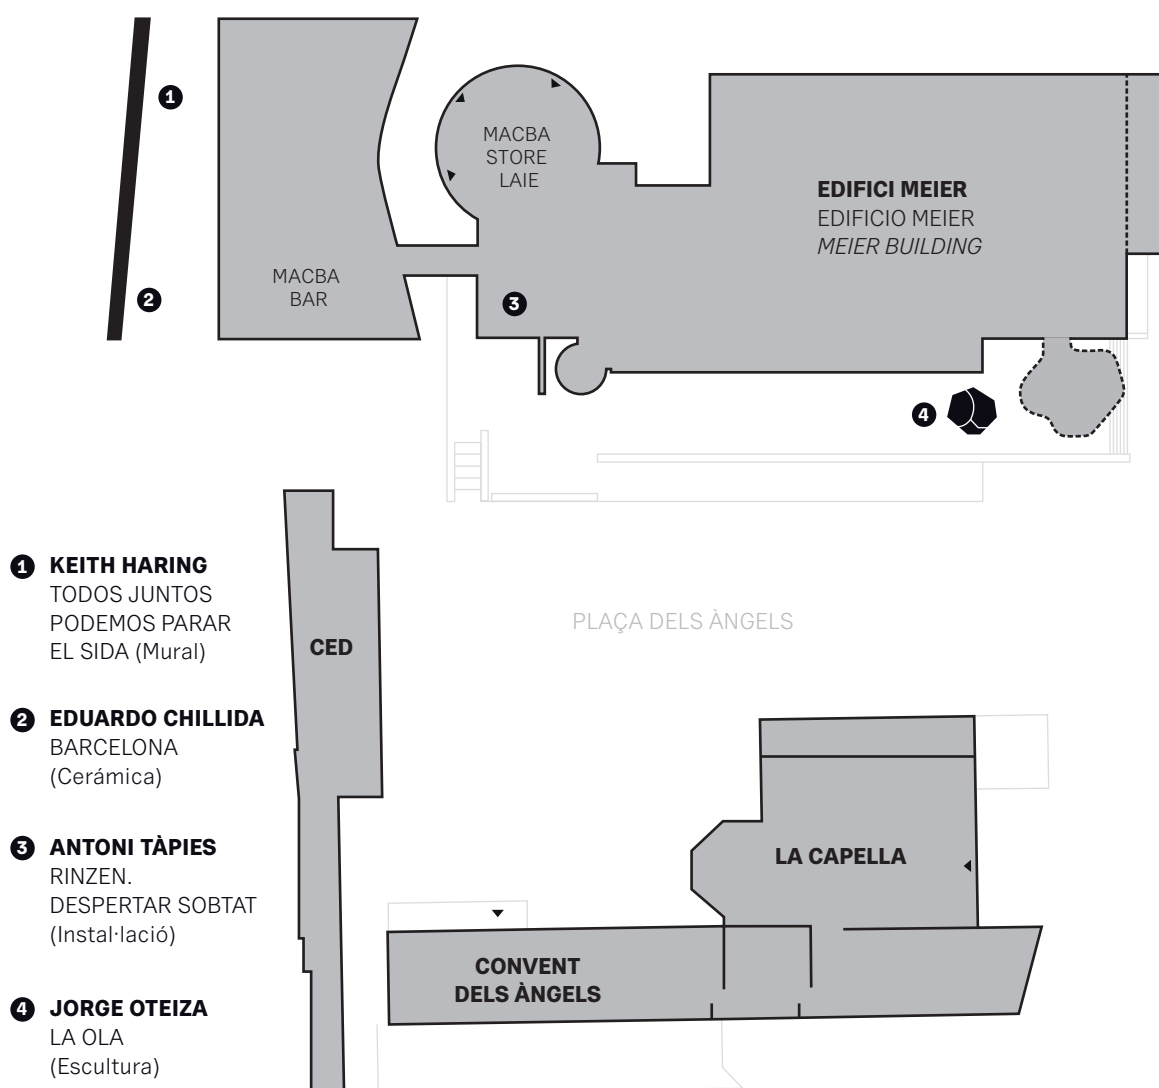 1
2
MACBA
STORE
LAIE
EDIFICI MEIER
EDIFICIO MEIER
MEIER BUILDING
MACBA
BAR
3
4
1 KEITH HARING
TODOS JUNTOS
PODEMOS PARAR
EL SIDA (Mural)
2 EDUARDO CHILLIDA
BARCELONA
(Cerámica)
3 ANTONI TÀPIES
RINZEN.
DESPERTAR SOBTAT
(Instal·lació)
4 JORGE OTEIZA
LA OLA
(Escultura)
CED
PLAÇA DELS ÀNGELS
LA CAPELLA
CONVENT
DELS ÀNGELS